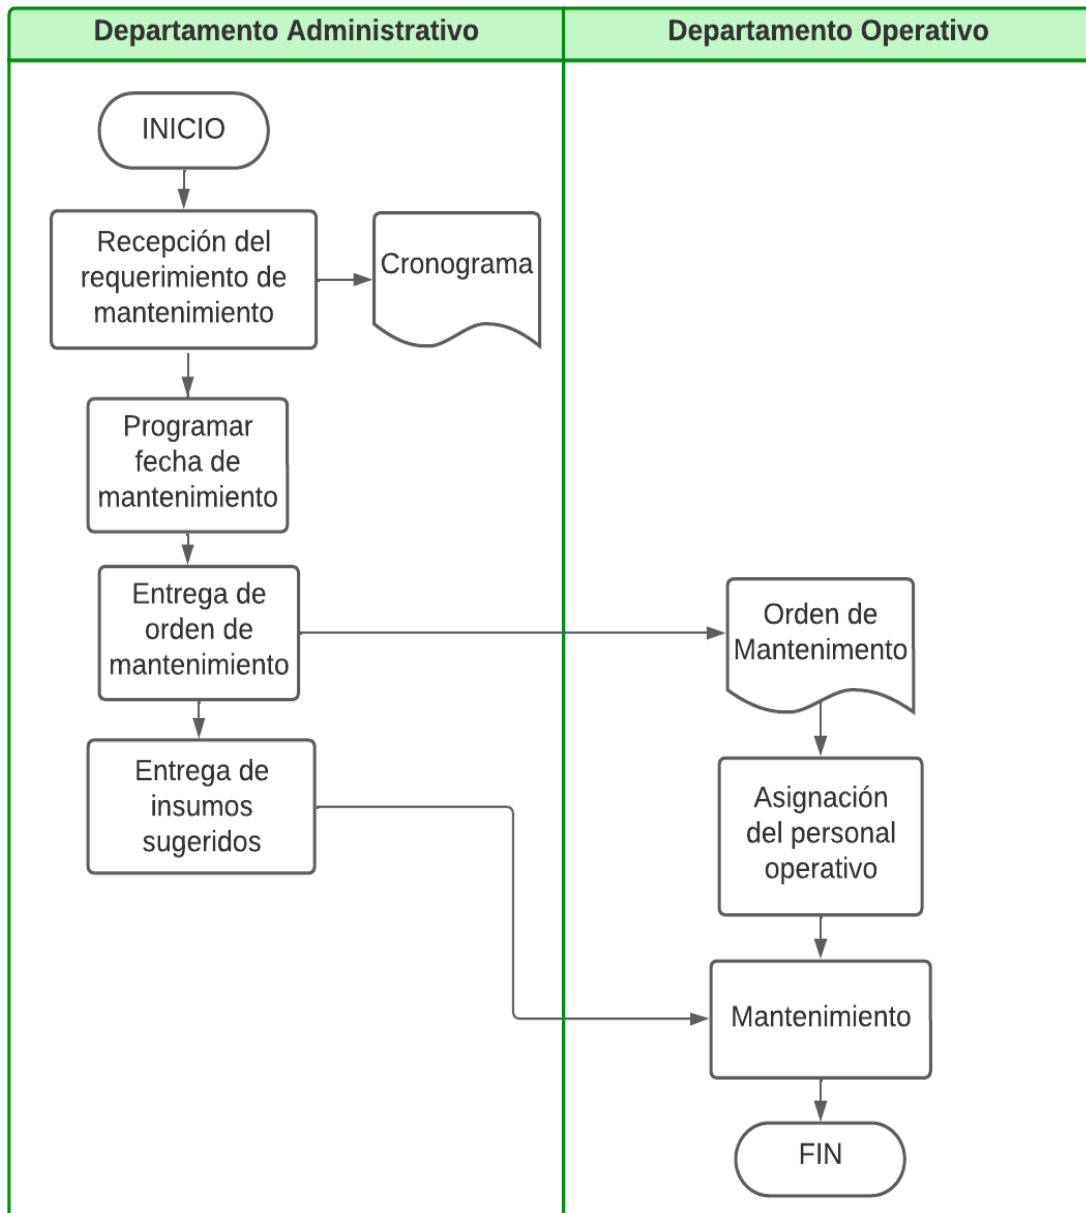 Departamento Administrativo
Departamento Operativo
INICIO
Recepción del
requerimiento de
mantenimiento
Cronograma
Programar
fecha de
mantenimiento
Entrega de
orden de
mantenimiento
Orden de
Mantenimento
Entrega de
insumos
sugeridos
Asignación
del personal
operativo
Mantenimiento
FIN